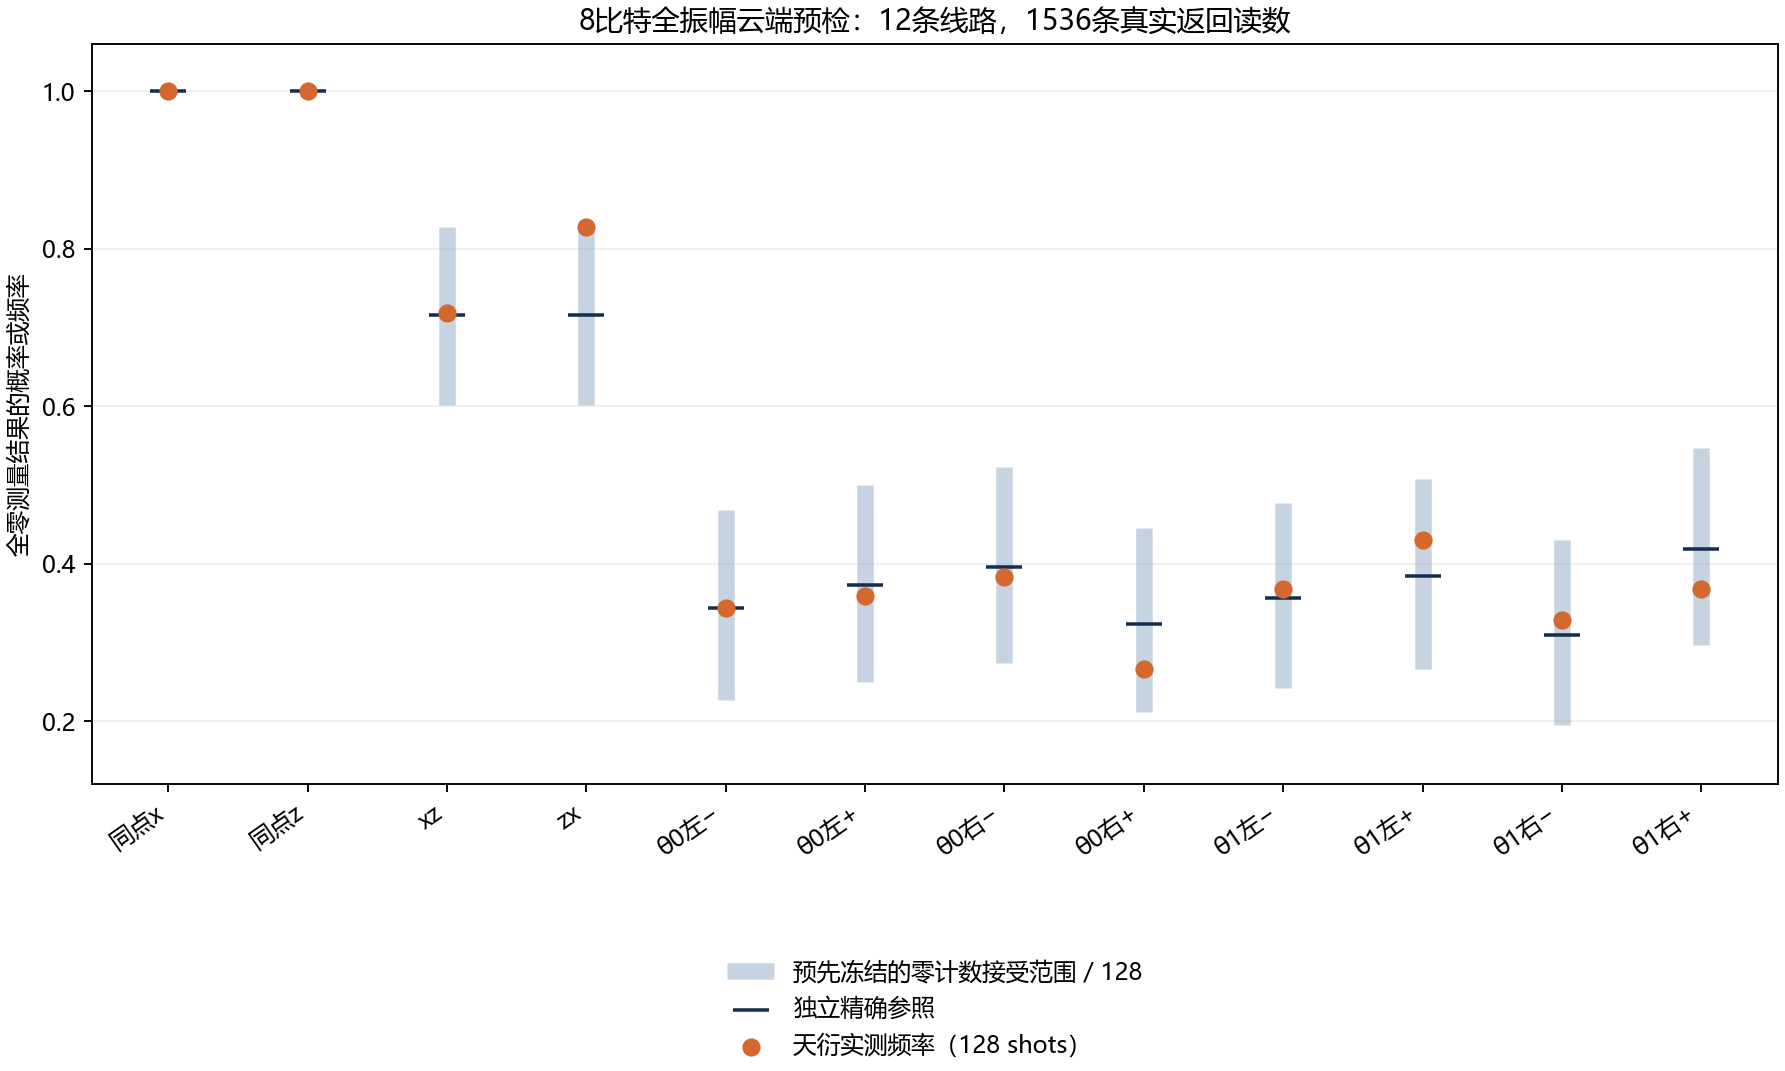 8比特全振幅云端预检：12条线路，1536条真实返回读数
全零测量结果的概率或频率
1.0
0.8
0.6
0.4
0.2
同点x
同点z
xz
zx
θ0左−
θ0左+
θ0右−
θ0右+
θ1左−
θ1左+
θ1右−
θ1右+
预先冻结的零计数接受范围 / 128
独立精确参照
天衍实测频率（128 shots）